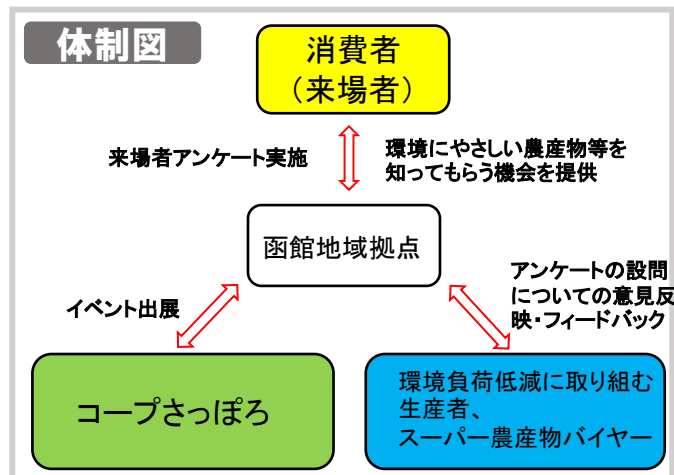 体制図
消費者
(来場者)
来場者アンケート実施
環境にやさしい農産物等を
知ってもらう機会を提供
函館地域拠点
イベント出展
アンケートの設問
についての意見反
映・フィードバック
コープさっぽろ
環境負荷低減に取り組む
生産者、
スーパー農産物バイヤー